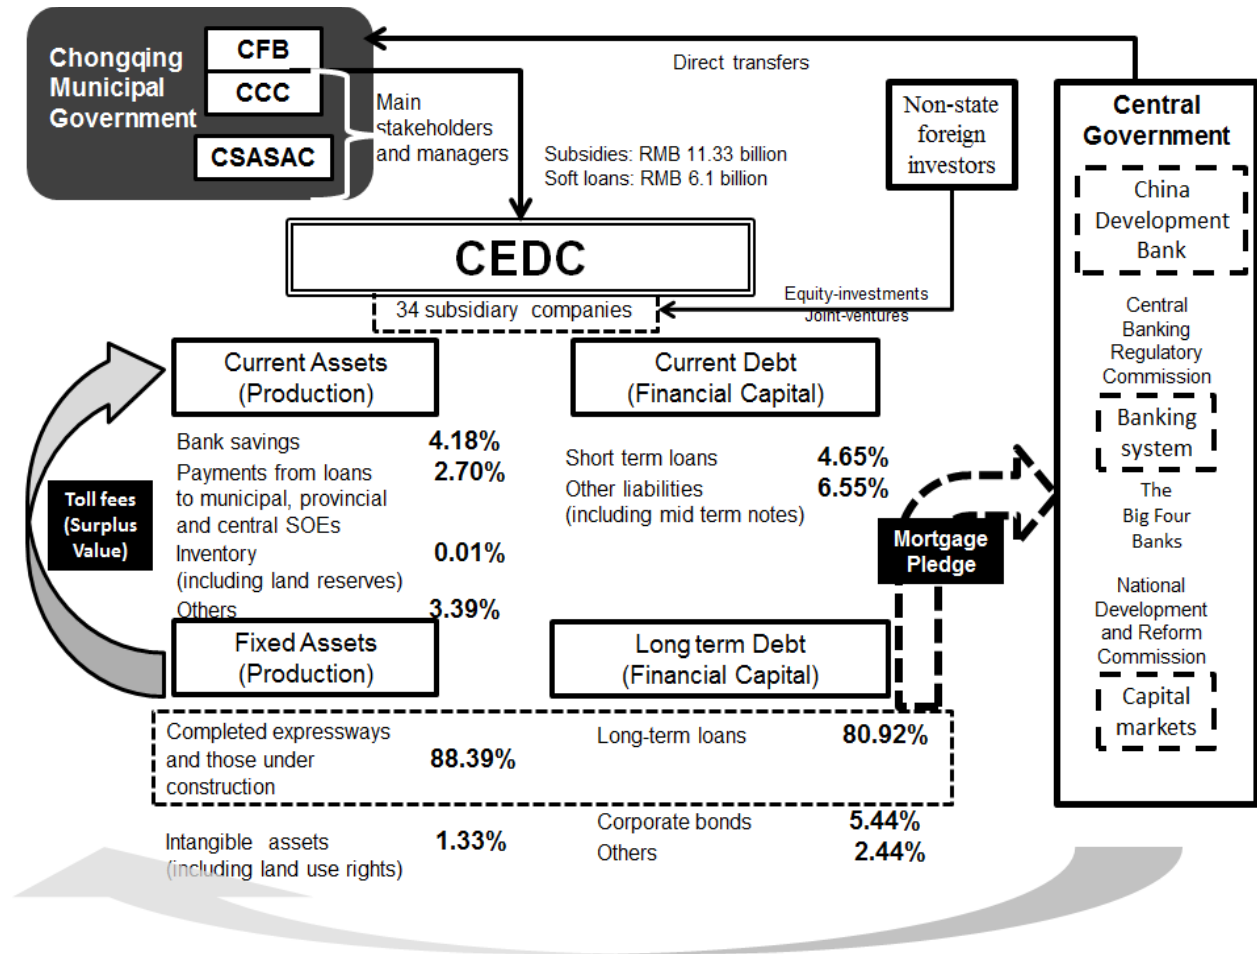 Chongqing
Municipal
Government
CFB
CCC
CSASAC
Main
stakeholders
and managers
Direct transfers
Subsidies: RMB 11.33 billion
Soft loans: RMB 6.1 billion
Non-state
foreign
investors
Central
Government
China
Development
Bank
Central
Banking
Regulatory
Commission
Banking
system
The
Big Four
Banks
National
Development
and Reform
Commission
Capital
markets
CEDC
34 subsidiary companies
Equity-investments
Joint-ventures
Current Assets
(Production)
Current Debt
(Financial Capital)
Bank savings 4.18%
Payments from loans 2.70%
to municipal, provincial
and central SOEs
Inventory 0.01%
(including land reserves)
Others 3.39%
Short term loans 4.65%
Other liabilities 6.55%
(including mid term notes)
Toll fees
(Surplus
Value)
Mortgage
Pledge
Fixed Assets
(Production)
Long term Debt
(Financial Capital)
Completed expressways
and those under 88.39%
construction
Long-term loans 80.92%
Intangible assets 1.33%
(including land use rights)
Corporate bonds 5.44%
Others 2.44%